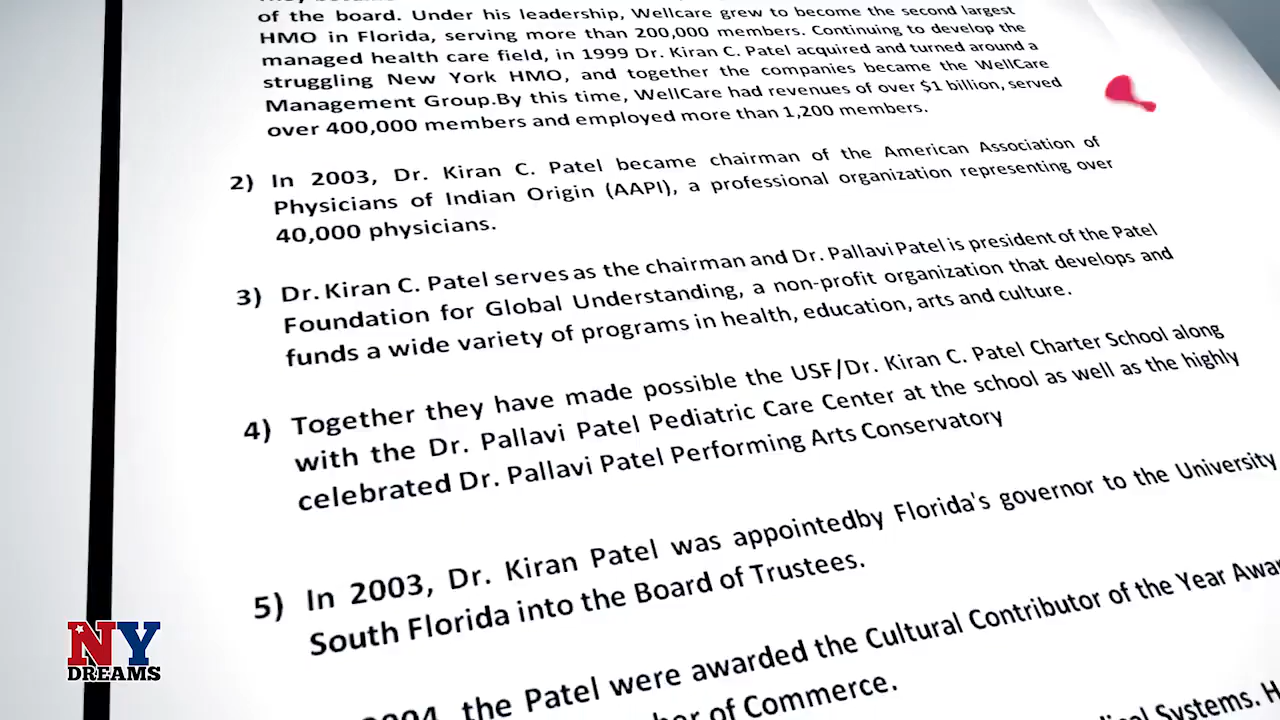 of the board. Under his leadership, Wellcare grew to become the second largest
HMO in Florida, serving more than 200,000 members. Continuing to develop the
managed health care field, in 1999 Dr. Kiran C. Patel acquired and turned around a
struggling New York HMO, and together the companies became the WellCare
Management Group.By this time, WellCare had revenues of over $1 billion, served
over 400,000 members and employed more than 1,200 members.
2) In 2003, Dr. Kiran C. Patel became chairman of the American Association of
Physicians of Indian Origin (AAPI), a professional organization representing over
40,000 physicians.
3) Dr. Kiran C. Patel serves as the chairman and Dr. Pallavi Patel is president of the Patel
Foundation for Global Understanding, a non-profit organization that develops and
funds a wide variety of programs in health, education, arts and culture.
4) Together they have made possible the USF/Dr. Kiran C. Patel Charter School along
with the Dr. Pallavi Patel Pediatric Care Center at the school as well as the highly
celebrated Dr. Pallavi Patel Performing Arts Conservatory
5) In 2003, Dr. Kiran Patel was appointedby Florida's governor to the University
South Florida into the Board of Trustees.
2004, the Patel were awarded the Cultural Contributor of the Year
of Commerce.
Systems.
NY
DREAMS